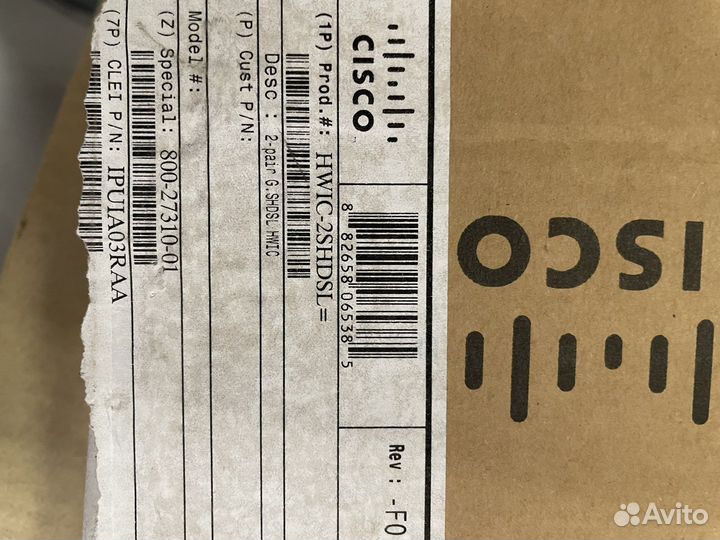 CISCO
8 82658 06538 5
Rev : -F0
(1P) Prod.#: HWIC-2SHDSL=
Desc : 2-pair G.SHDSL HWIC
(P) Cust P/N:
Model #:
(Z) Special: 800-27310-01
(7P) CLEI P/N: IPUIA03RAA
CISCO
Avito